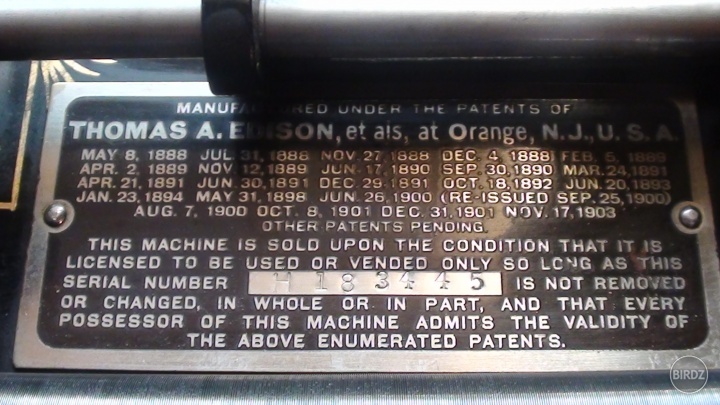 MANUFACTURED UNDER THE PATENTS OF
THOMAS A. EDISON, et als, at Orange, N.J., U.S.A.
MAY 8, 1888 JUL. 31, 1888 NOV. 27 1888 DEC. 4, 1888 FEB. 5, 1889
APR. 2, 1889 NOV. 12, 1889 JUN. 17, 1890 SEP. 30, 1890 MAR. 24, 1891
APR. 21, 1891 JUN. 30, 1891 DEC. 29, 1891 OCT. 18, 1892 JUN. 20, 1893
JAN. 23, 1894 MAY 31, 1898 JUN. 26, 1900 (RE-ISSUED SEP. 25, 1900)
AUG. 7, 1900 OCT. 8, 1901 DEC. 31, 1901 NOV. 17, 1903
OTHER PATENTS PENDING.
THIS MACHINE IS SOLD UPON THE CONDITION THAT IT IS
LICENSED TO BE USED OR VENDED ONLY SO LONG AS THIS
SERIAL NUMBER H 183445 IS NOT REMOVED
OR CHANGED, IN WHOLE OR IN PART, AND THAT EVERY
POSSESSOR OF THIS MACHINE ADMITS THE VALIDITY OF
THE ABOVE ENUMERATED PATENTS.
BIRDZ